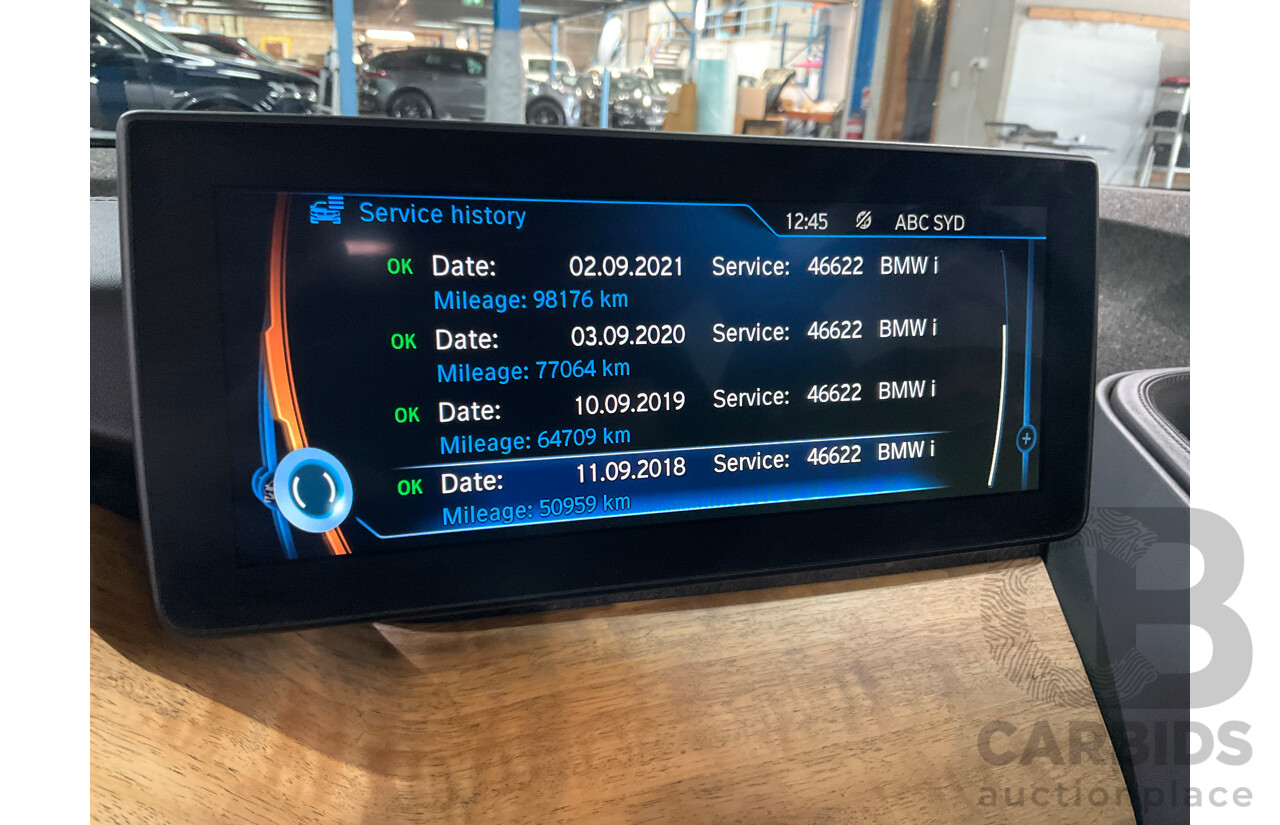 Service history
12:45 ABC SYD
OK Date: 02.09.2021 Service: 46622 BMW i
Mileage: 98176 km
OK Date: 03.09.2020 Service: 46622 BMW i
Mileage: 77064 km
OK Date: 10.09.2019 Service: 46622 BMW i
Mileage: 64709 km
OK Date: 11.09.2018 Service: 46622 BMW i
Mileage: 50959 km
CB
CARBIDS
auctionplace